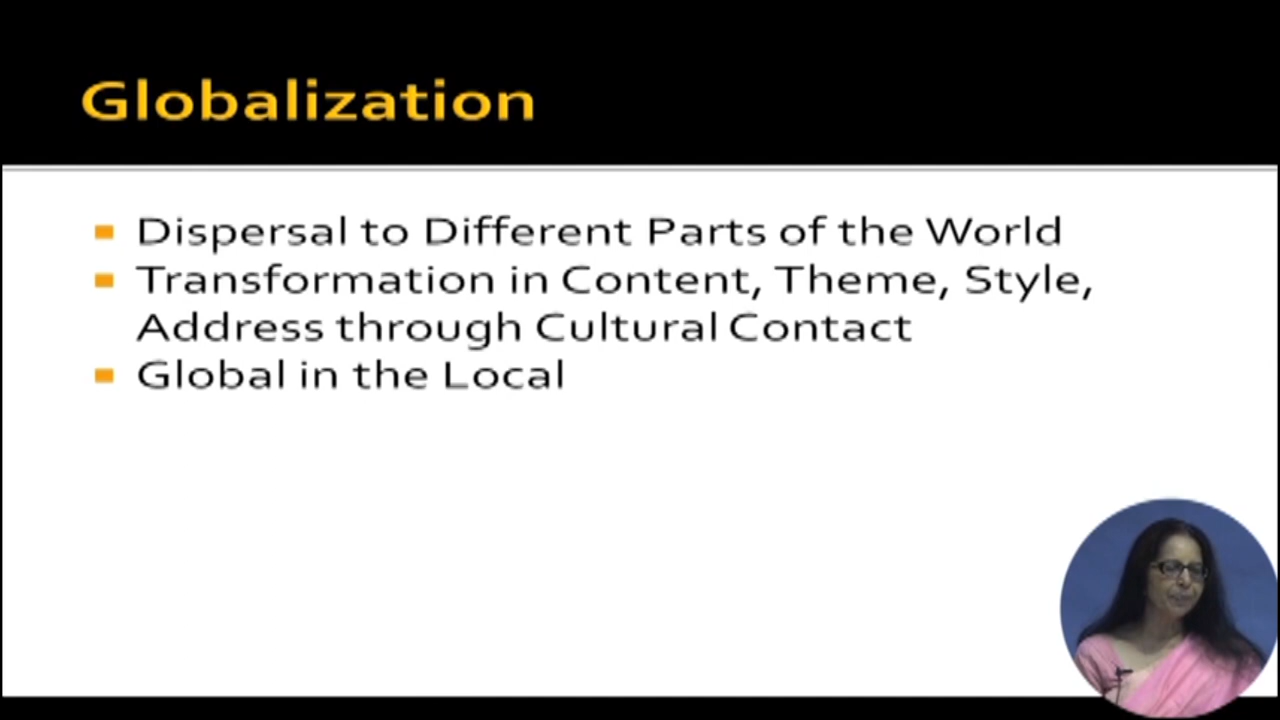 Globalization
Dispersal to Different Parts of the World
Transformation in Content, Theme, Style,
Address through Cultural Contact
Global in the Local